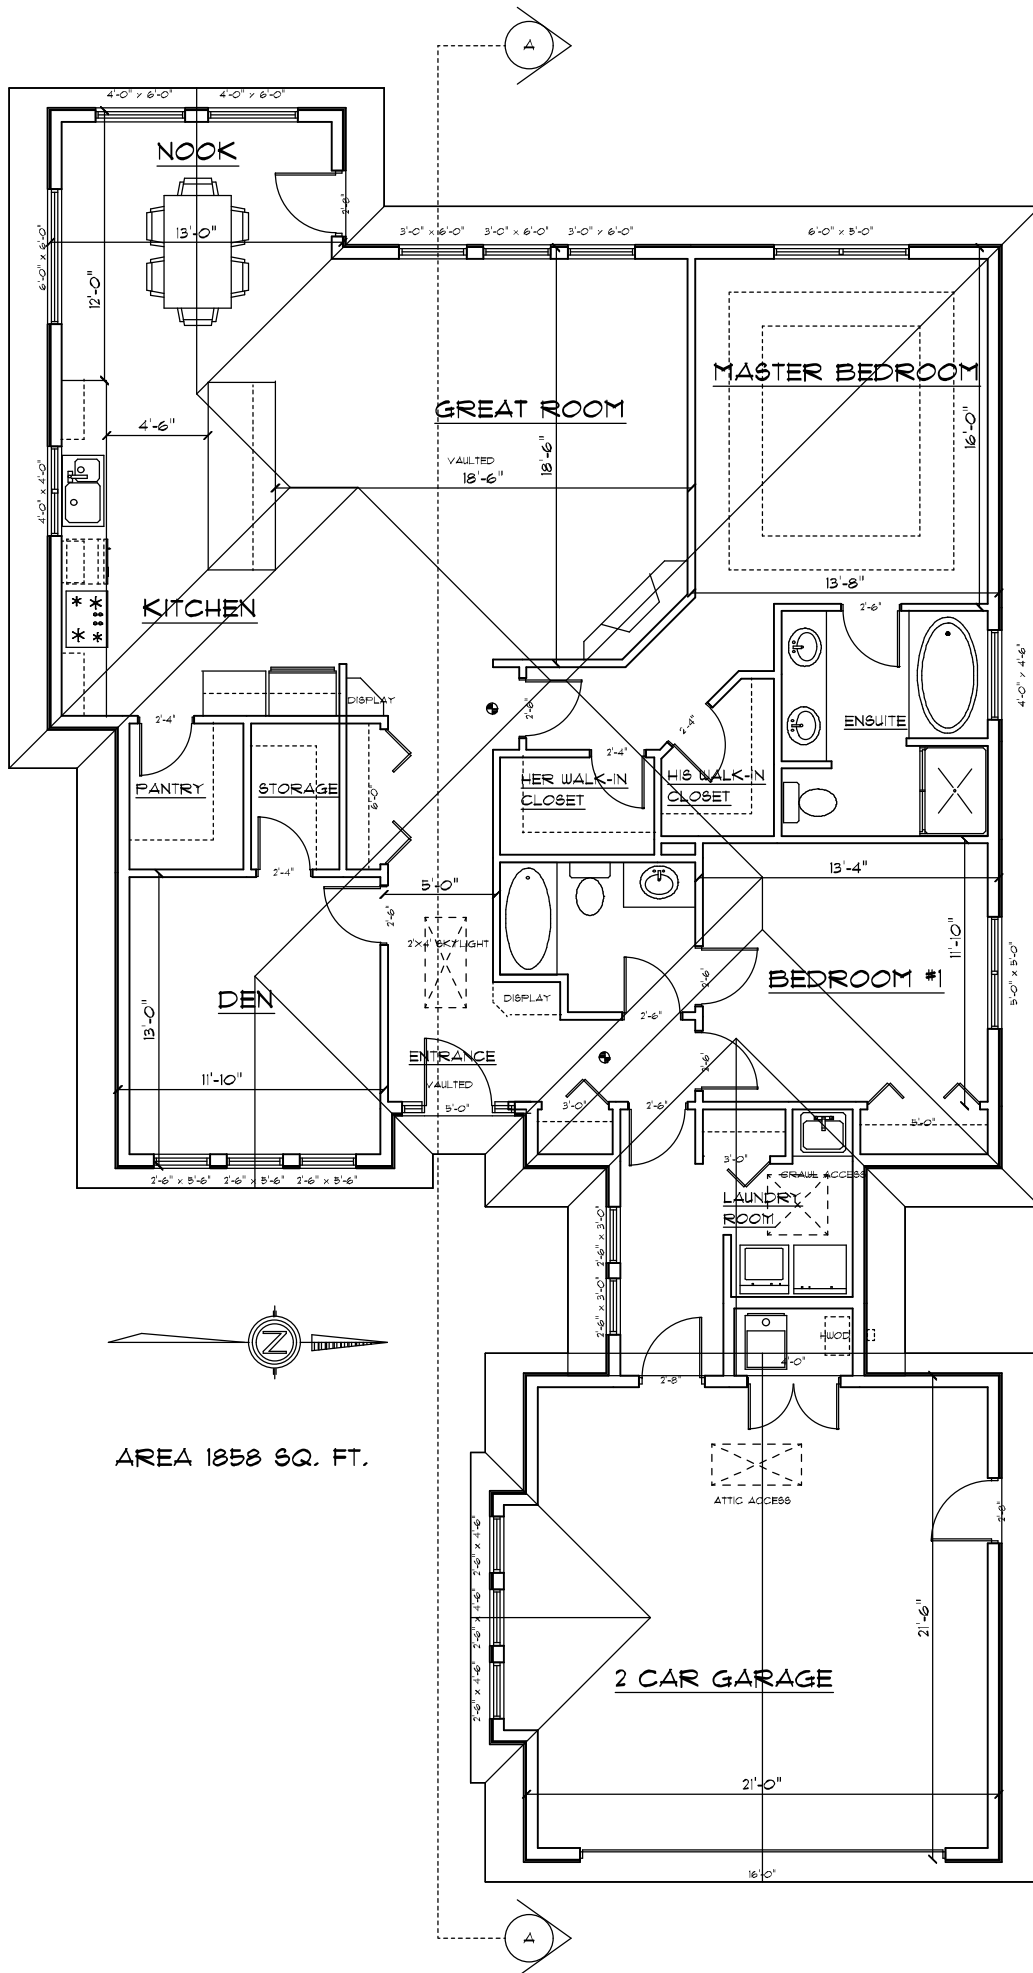 A
4'-0" x 6'-0"
4'-0" x 6'-0"
NOOK
2'-8"
13'-0"
6'-0" x 6'-0"
12'-0"
3'-0" x 6'-0"
3'-0" x 6'-0"
3'-0" x 6'-0"
6'-0" x 5'-0"
MASTER BEDROOM
GREAT ROOM
4'-6"
16'-0"
VAULTED
18'-6"
18'-6"
4'-0" x 4'-0"
13'-8"
KITCHEN
2'-6"
4'-0" x 4'-6"
DISPLAY
2'-6"
2'-4"
2'-4"
ENSUITE
2'-4"
PANTRY
STORAGE
6'-0"
HER WALK-IN
CLOSET
HIS WALK-IN
CLOSET
2'-4"
13'-4"
5'-0"
2'-6"
2'X4' SKYLIGHT
11'-10"
5'-0" x 5'-0"
2'-6"
BEDROOM #1
DEN
DISPLAY
13'-0"
2'-6"
ENTRANCE
2'-6"
11'-10"
VAULTED
5'-0"
3'-0"
2'-6"
5'-0"
3'-0"
CRAWL ACCESS
2'-6" x 5'-6"
2'-6" x 5'-6"
2'-6" x 5'-6"
LAUNDRY
ROOM
2'-6" x 3'-0"
2'-6" x 3'-0"
N
HWOD
4'-0"
2'-8"
AREA 1858 SQ. FT.
ATTIC ACCESS
2'-8"
2'-6" x 4'-6"
2'-6" x 4'-6"
2'-6" x 4'-6"
21'-6"
2 CAR GARAGE
21'-0"
16'-0"
A